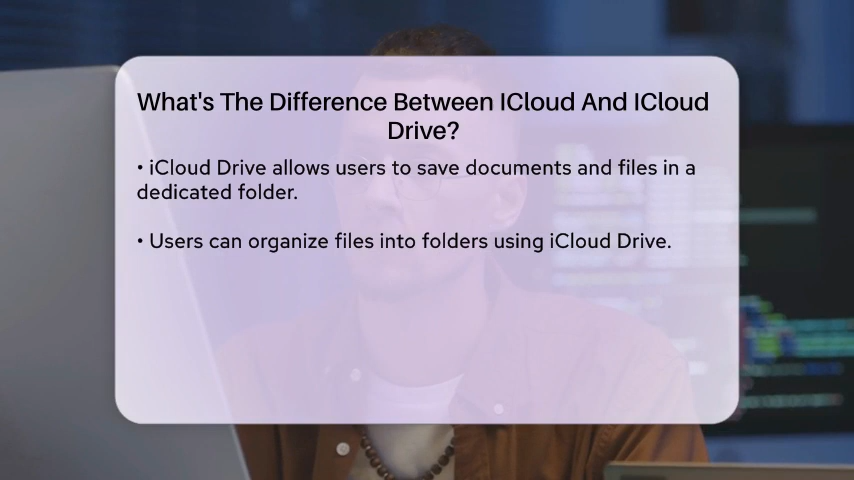 What's The Difference Between ICloud And ICloud
Drive?
• iCloud Drive allows users to save documents and files in a
dedicated folder.
• Users can organize files into folders using iCloud Drive.